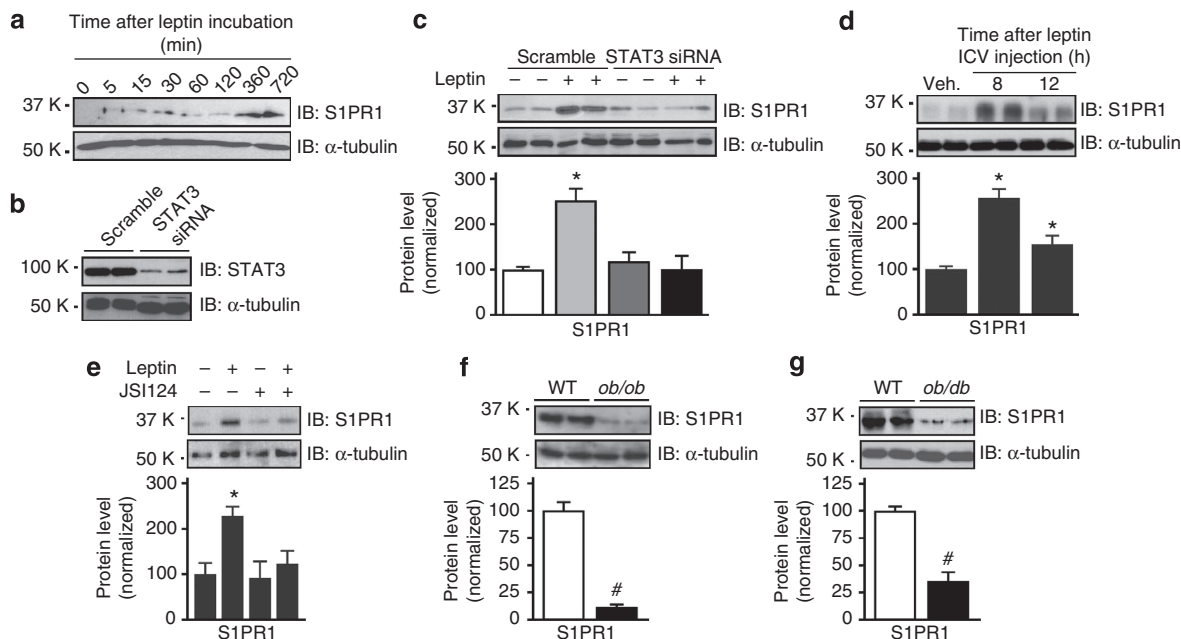 a
Time after leptin incubation
(min)
0 5 15 30 60 120 360 720
37 K
IB: S1PR1
50 K
IB: α-tubulin
b
Scramble
STAT3
siRNA
100 K
IB: STAT3
50 K
IB: α-tubulin
c
Scramble STAT3 siRNA
Leptin – – + + – – + +
37 K
IB: S1PR1
50 K
IB: α-tubulin
Protein level
(normalized)
300
200
100
0
*
S1PR1
d
Time after leptin
ICV injection (h)
Veh. 8 12
37 K
IB: S1PR1
50 K
IB: α-tubulin
Protein level
(normalized)
300
200
100
0
*
*
S1PR1
e
Leptin – + – +
JSI124 – – + +
37 K
IB: S1PR1
50 K
IB: α-tubulin
Protein level
(normalized)
300
200
100
0
*
S1PR1
f
WT ob/ob
37 K
IB: S1PR1
50 K
IB: α-tubulin
Protein level
(normalized)
125
100
75
50
25
0
#
S1PR1
g
WT ob/db
37 K
IB: S1PR1
50 K
IB: α-tubulin
Protein level
(normalized)
125
100
75
50
25
0
#
S1PR1